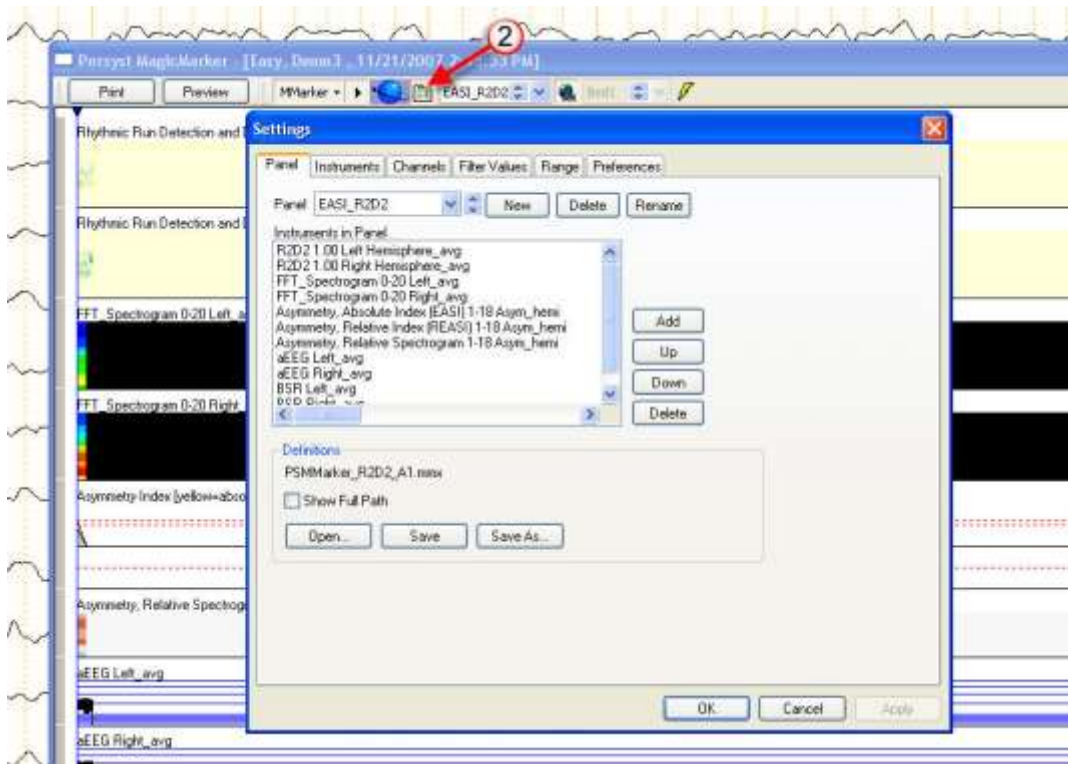 2
Persyst MagicMarker - [Easy, Demo3 , 11/21/2007 2: :33 PM]
Print Preview MMarker EASI_R2D2
Rhythmic Run Detection and
Rhythmic Run Detection and
FFT_Spectrogram 0-20 Left_a
FFT_Spectrogram 0-20 Right_
Asymmetry Index [yellow=abso
Asymmetry, Relative Spectrog
aEEG Left_avg
aEEG Right_avg
Settings
Panel Instruments Channels Filter Values Range Preferences
Panel EASI_R2D2 New Delete Rename
Instruments in Panel
R2D2 1.00 Left Hemisphere_avg
R2D2 1.00 Right Hemisphere_avg
FFT_Spectrogram 0-20 Left_avg
FFT_Spectrogram 0-20 Right_avg
Asymmetry, Absolute Index (EASI) 1-18 Asym_hemi
Asymmetry, Relative Index (REASI) 1-18 Asym_hemi
Asymmetry, Relative Spectrogram 1-18 Asym_hemi
aEEG Left_avg
aEEG Right_avg
BSR Left_avg
BSR Right_avg
Add
Up
Down
Delete
Definitions
PSMMarker_R2D2_A1.mmx
Show Full Path
Open... Save Save As...
OK Cancel Apply